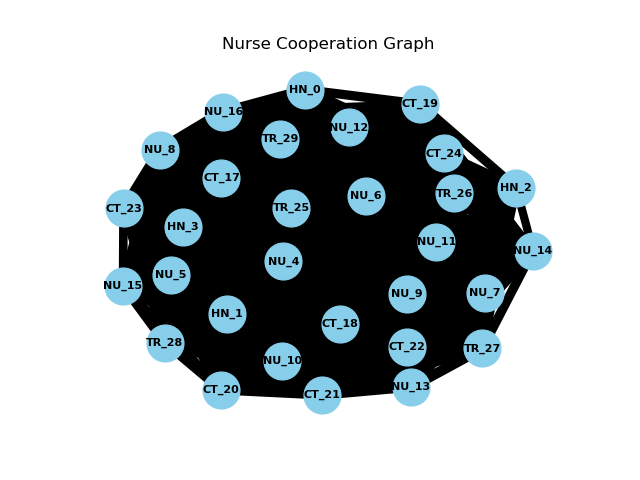 Nurse Cooperation Graph
HN_0
CT_19
NU_16
NU_12
TR_29
NU_8
CT_24
CT_17
HN_2
TR_26
NU_6
CT_23
TR_25
HN_3
NU_11
NU_14
NU_4
NU_5
NU_15
NU_9
NU_7
HN_1
CT_18
TR_28
CT_22
TR_27
NU_10
NU_13
CT_20
CT_21